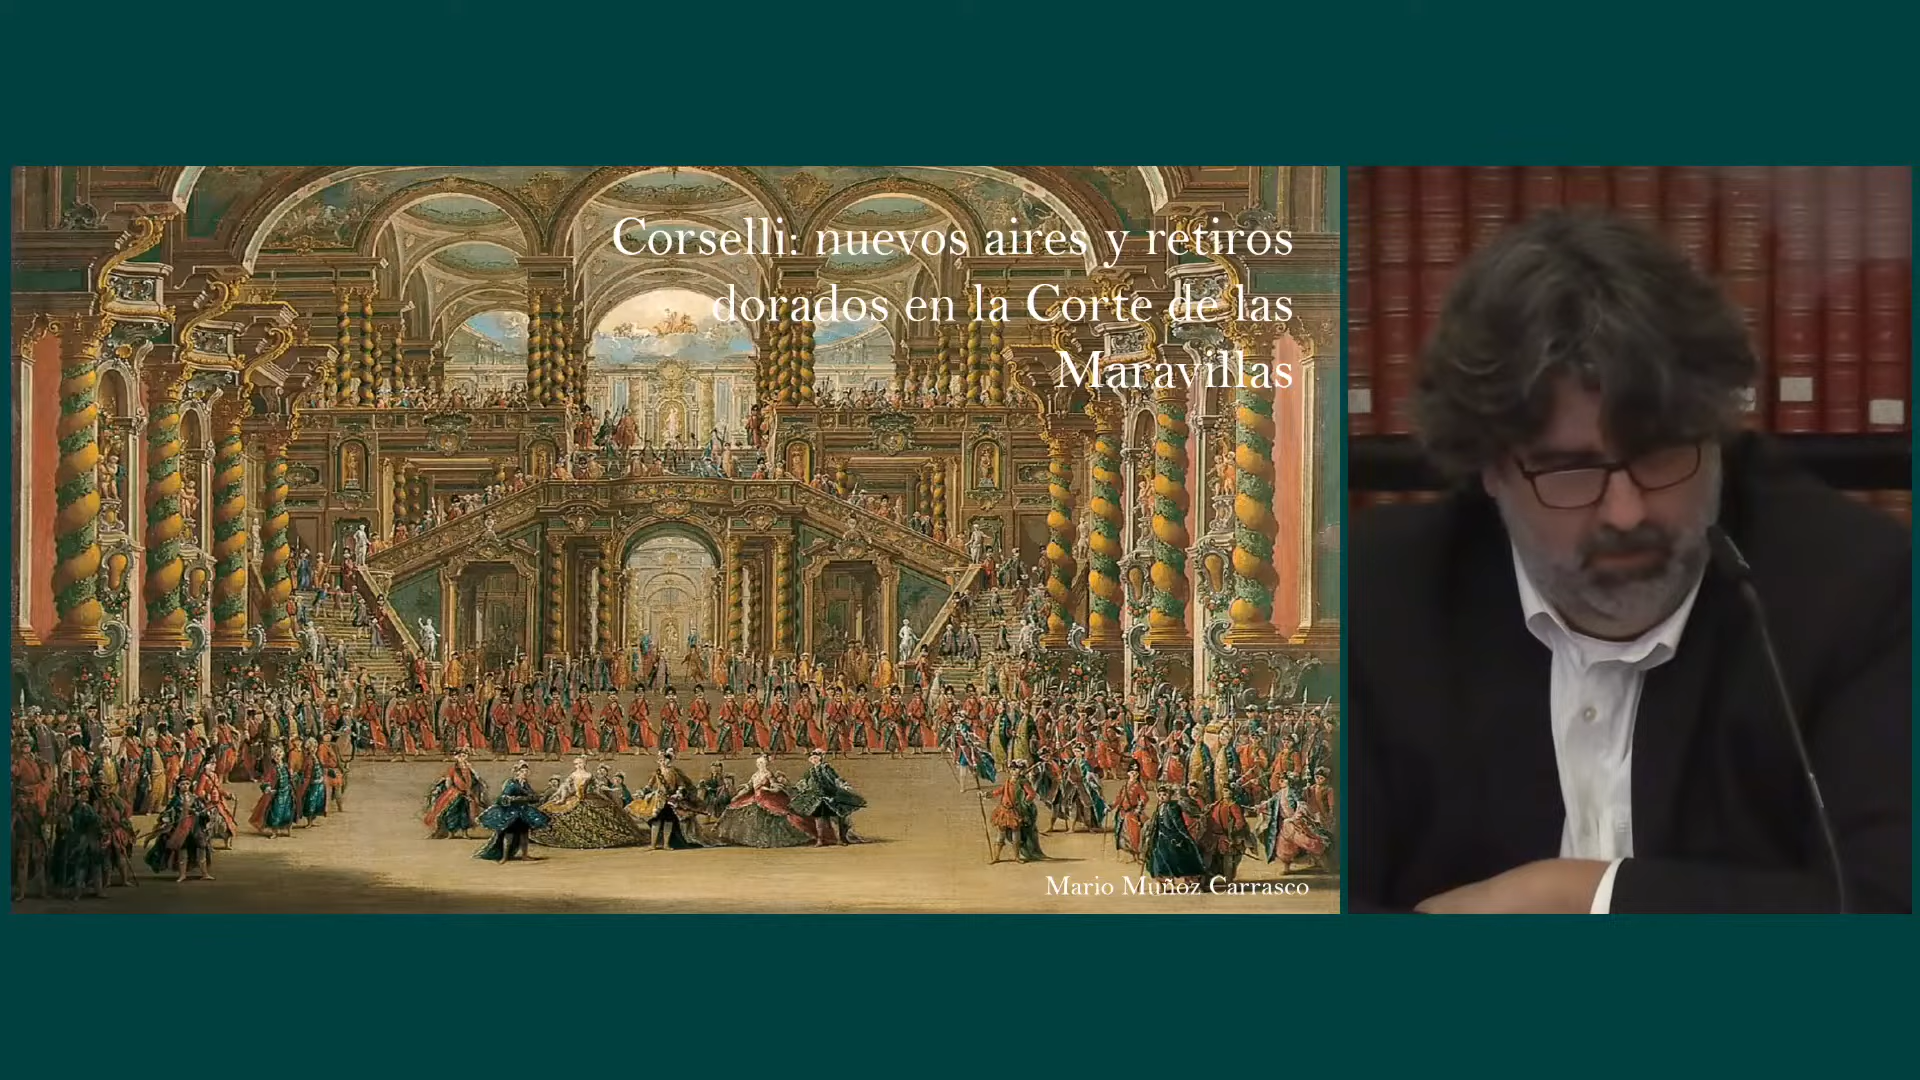 Corselli: nuevos aires y retiros
dorados en la Corte de las
Maravillas
Mario Muñoz Carrasco